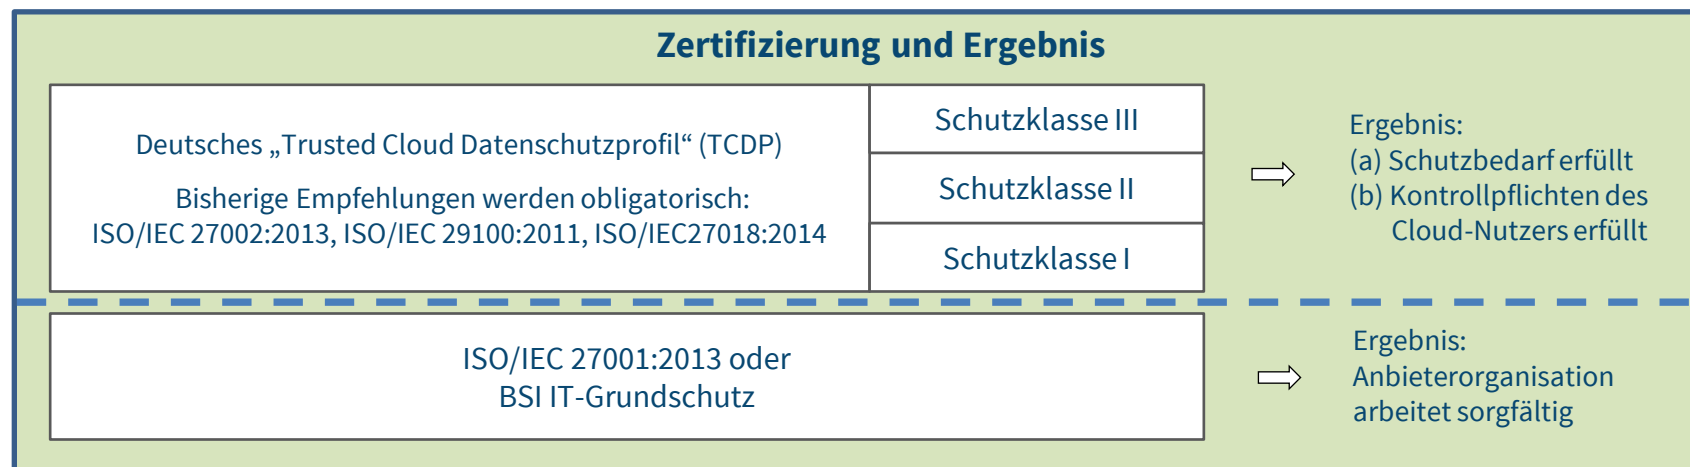 Zertifizierung und Ergebnis
Deutsches „Trusted Cloud Datenschutzprofil“ (TCDP)
Bisherige Empfehlungen werden obligatorisch:
ISO/IEC 27002:2013, ISO/IEC 29100:2011, ISO/IEC27018:2014
Schutzklasse III
Schutzklasse II
Schutzklasse I
Ergebnis:
(a) Schutzbedarf erfüllt
(b) Kontrollpflichten des
Cloud-Nutzers erfüllt
ISO/IEC 27001:2013 oder
BSI IT-Grundschutz
Ergebnis:
Anbieterorganisation
arbeitet sorgfältig